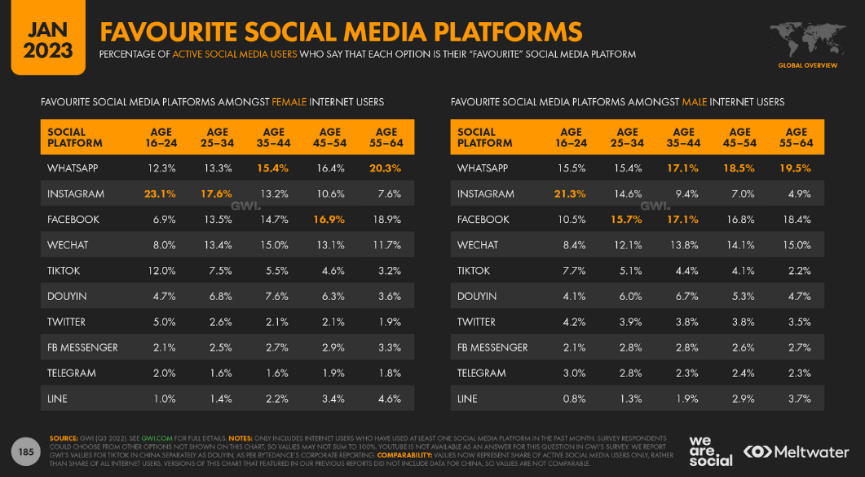 JAN
2023
FAVOURITE SOCIAL MEDIA PLATFORMS
PERCENTAGE OF ACTIVE SOCIAL MEDIA USERS WHO SAY THAT EACH OPTION IS THEIR "FAVOURITE" SOCIAL MEDIA PLATFORM
GLOBAL OVERVIEW
FAVOURITE SOCIAL MEDIA PLATFORMS AMONGST FEMALE INTERNET USERS
SOCIAL PLATFORM AGE 16–24 AGE 25–34 AGE 35–44 AGE 45–54 AGE 55–64
WHATSAPP 12.3% 13.3% 15.4% 16.4% 20.3%
INSTAGRAM 23.1% 17.6% 13.2% 10.6% 7.6%
GWI.
FACEBOOK 6.9% 13.5% 14.7% 16.9% 18.9%
WECHAT 8.0% 13.4% 15.0% 13.1% 11.7%
TIKTOK 12.0% 7.5% 5.5% 4.6% 3.2%
DOUYIN 4.7% 6.8% 7.6% 6.3% 3.6%
TWITTER 5.0% 2.6% 2.1% 2.1% 1.9%
FB MESSENGER 2.1% 2.5% 2.7% 2.9% 3.3%
TELEGRAM 2.0% 1.6% 1.6% 1.9% 1.8%
LINE 1.0% 1.4% 2.2% 3.4% 4.6%
FAVOURITE SOCIAL MEDIA PLATFORMS AMONGST MALE INTERNET USERS
SOCIAL PLATFORM AGE 16–24 AGE 25–34 AGE 35–44 AGE 45–54 AGE 55–64
WHATSAPP 15.5% 15.4% 17.1% 18.5% 19.5%
INSTAGRAM 21.3% 14.6% 9.4% 7.0% 4.9%
GWI.
FACEBOOK 10.5% 15.7% 17.1% 16.8% 18.4%
WECHAT 8.4% 12.1% 13.8% 14.1% 15.0%
TIKTOK 7.7% 5.1% 4.4% 4.1% 2.2%
DOUYIN 4.1% 6.0% 6.7% 5.3% 4.7%
TWITTER 4.2% 3.9% 3.8% 3.8% 3.5%
FB MESSENGER 2.1% 2.8% 2.8% 2.6% 2.7%
TELEGRAM 3.0% 2.8% 2.3% 2.4% 2.3%
LINE 0.8% 1.3% 1.9% 2.9% 3.7%
185
SOURCE: GWI (Q3 2022). SEE GWI.COM FOR FULL DETAILS. NOTES: ONLY INCLUDES INTERNET USERS WHO HAVE USED AT LEAST ONE SOCIAL MEDIA PLATFORM IN THE PAST MONTH. SURVEY RESPONDENTS
COULD CHOOSE FROM OTHER OPTIONS NOT SHOWN ON THIS CHART, SO VALUES MAY NOT SUM TO 100%. YOUTUBE IS NOT AVAILABLE AS AN ANSWER FOR THIS QUESTION IN GWI'S SURVEY. WE REPORT
GWI'S VALUES FOR TIKTOK IN CHINA SEPARATELY AS DOUYIN, AS PER BYTEDANCE'S CORPORATE REPORTING. COMPARABILITY: VALUES NOW REPRESENT SHARE OF ACTIVE SOCIAL MEDIA USERS ONLY, RATHER
THAN SHARE OF ALL INTERNET USERS. VERSIONS OF THIS CHART THAT FEATURED IN OUR PREVIOUS REPORTS DID NOT INCLUDE DATA FOR CHINA, SO VALUES ARE NOT COMPARABLE.
we
are
social
Meltwater